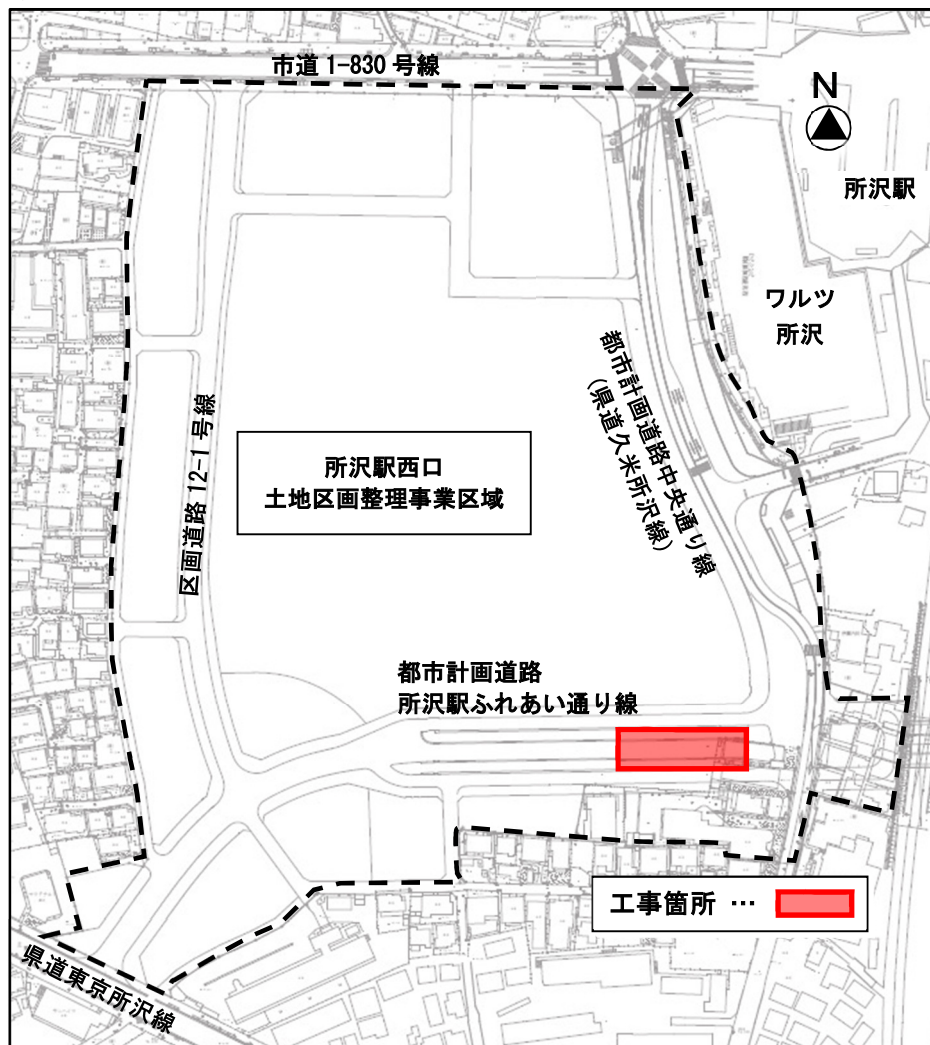 市道 1-830 号線
N
所沢駅
ワルツ
所沢
都市計画道路中央通り線
(県道久米所沢線)
区画道路 12-1 号線
所沢駅西口
土地区画整理事業区域
都市計画道路
所沢駅ふれあい通り線
工事箇所 …
県道東京所沢線